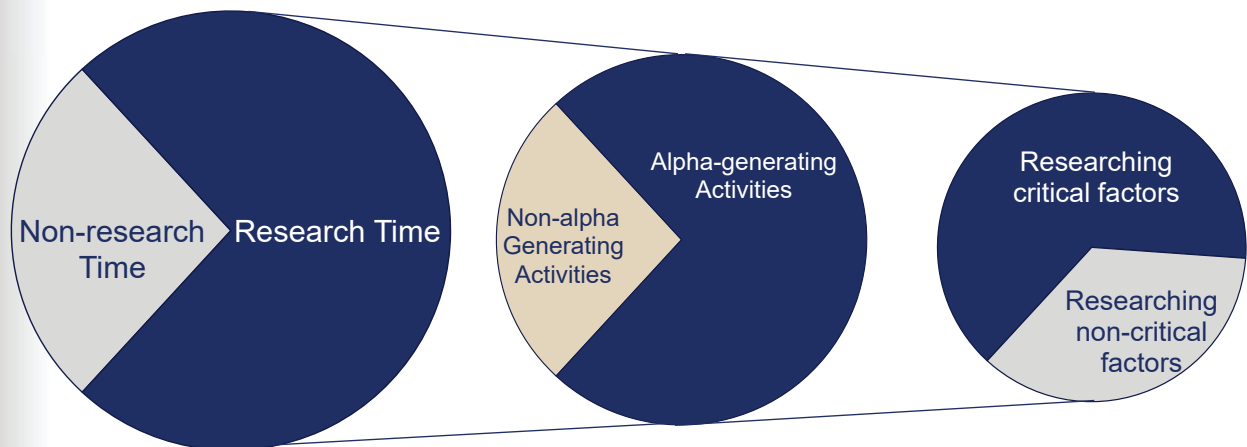 Non-research
Time
Research Time
Non-alpha
Generating
Activities
Alpha-generating
Activities
Researching
critical factors
Researching
non-critical
factors